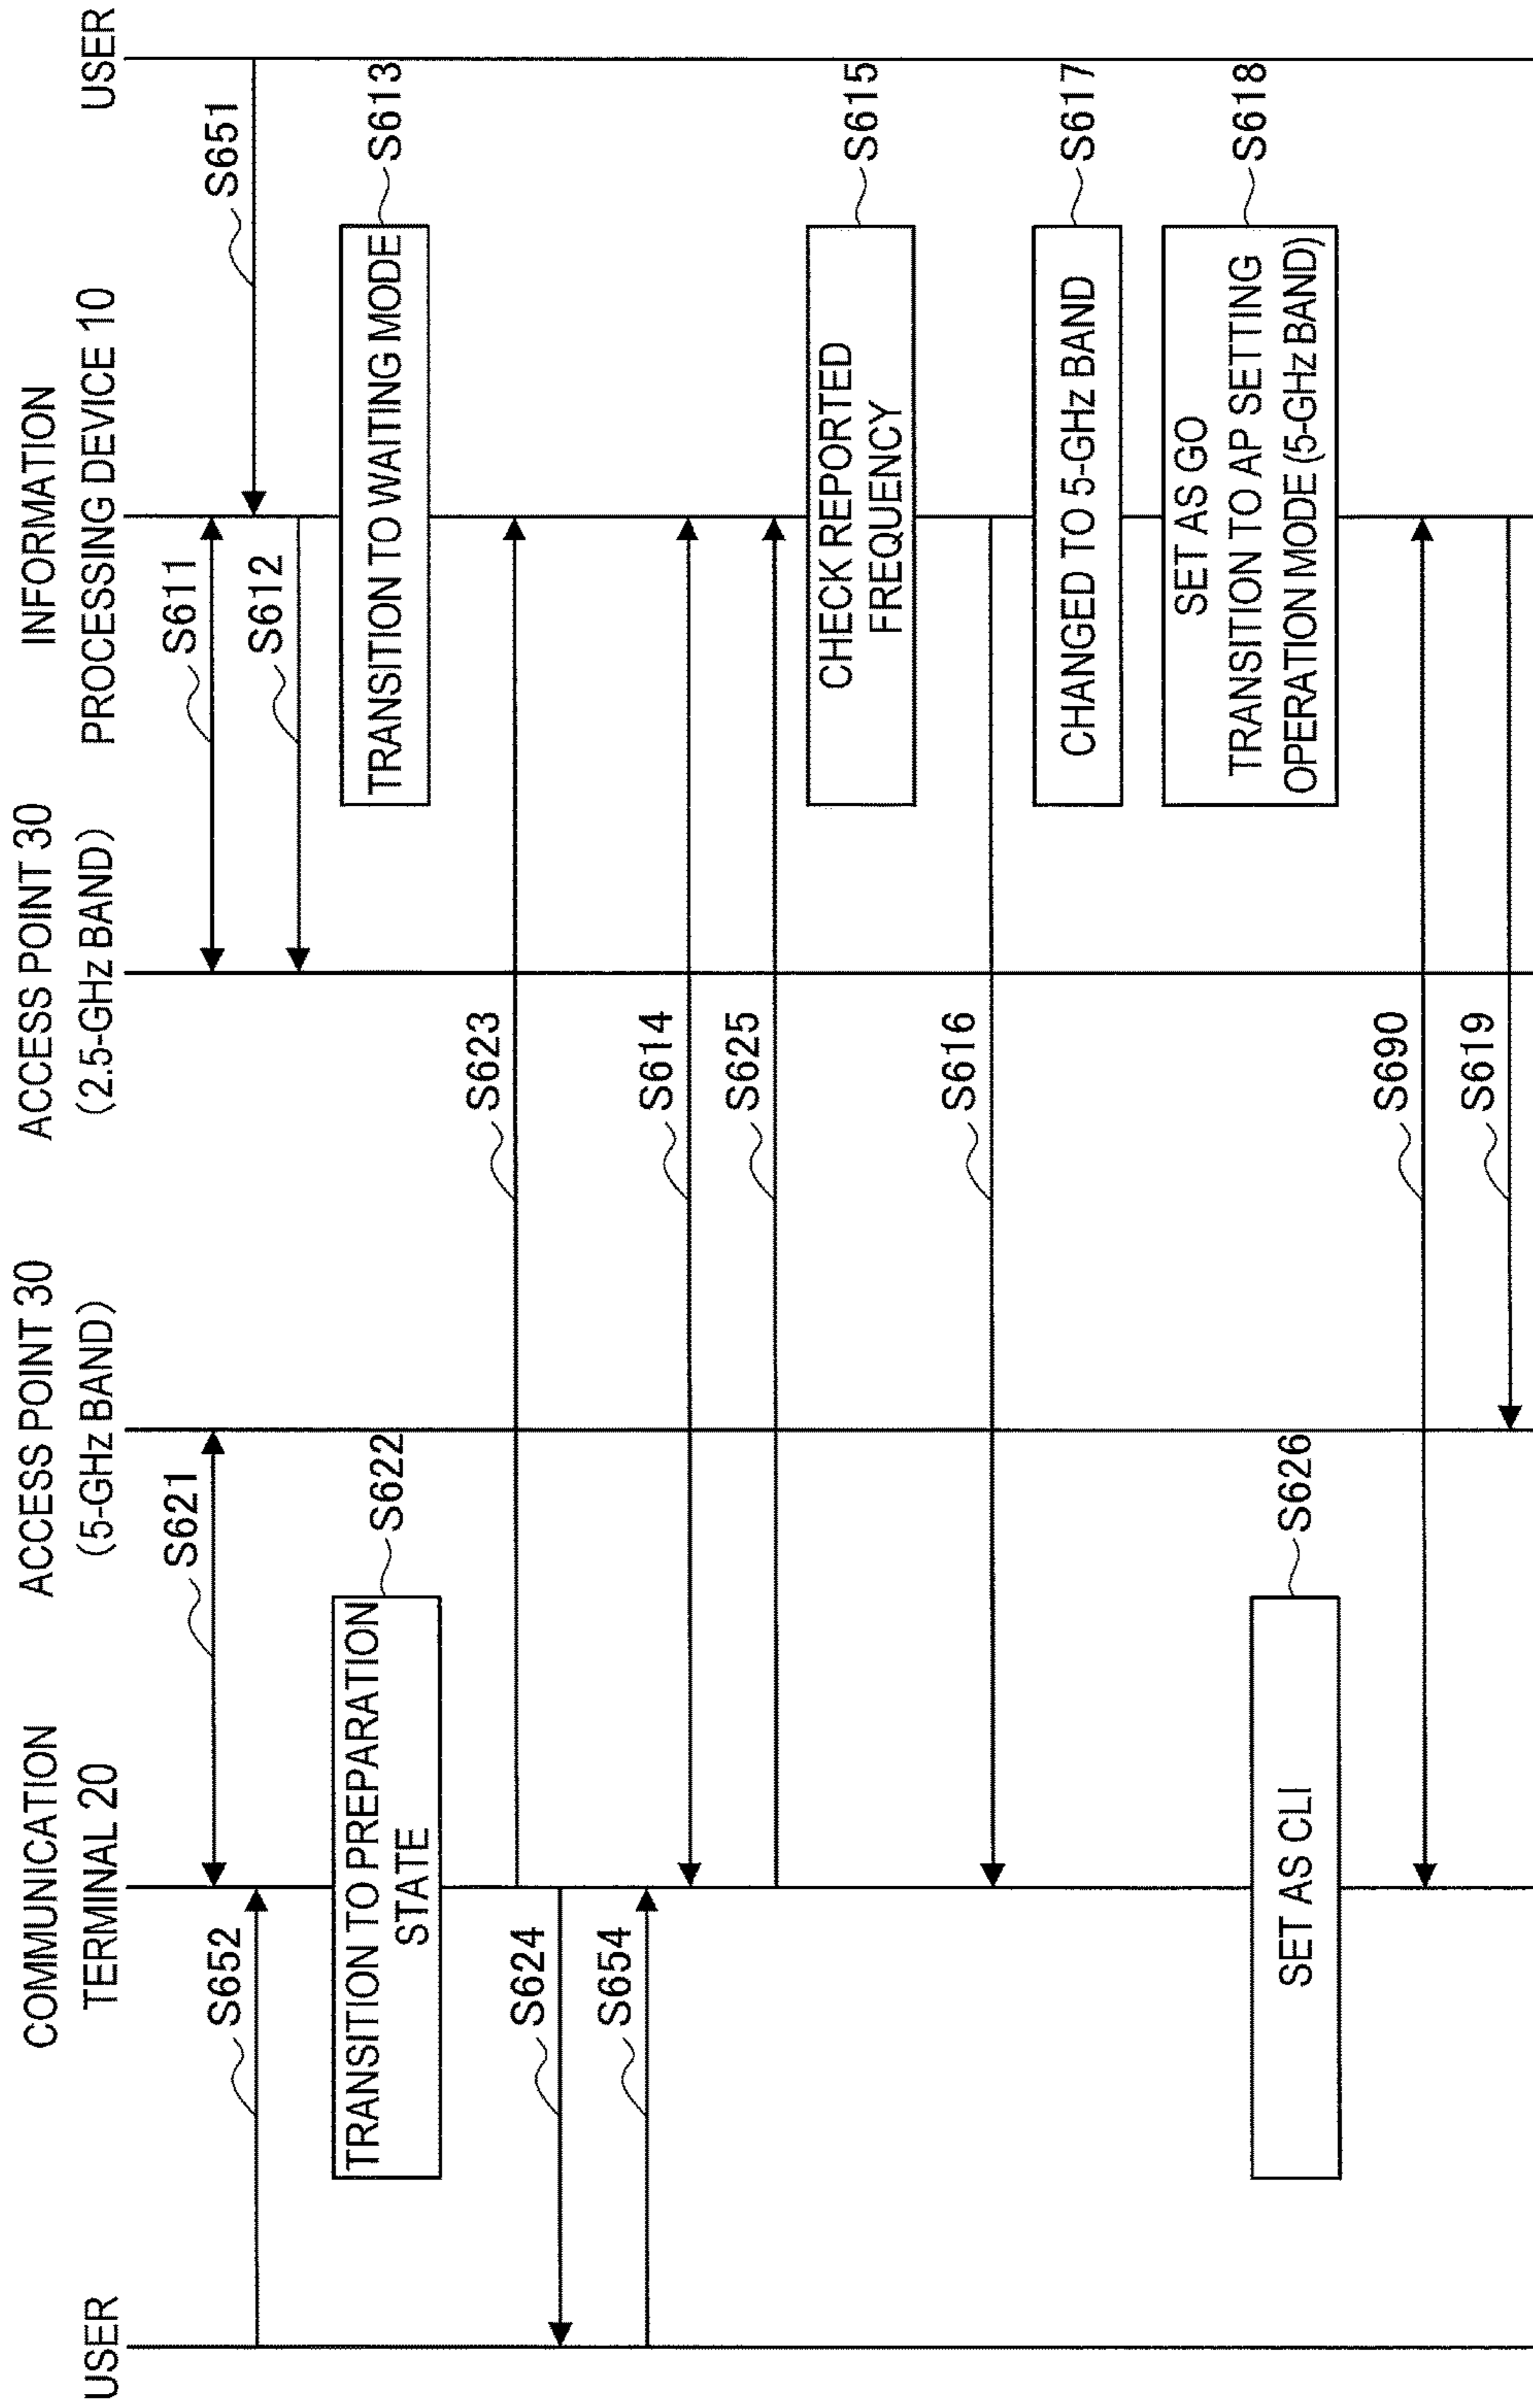 USER
COMMUNICATION
TERMINAL 20
ACCESS POINT 30
(5-GHz BAND)
ACCESS POINT 30
(2.5-GHz BAND)
INFORMATION
PROCESSING DEVICE 10
USER
S621
S611
S652
S651
S612
TRANSITION TO PREPARATION
STATE
S622
TRANSITION TO WAITING MODE
S613
S623
S624
S654
S614
S625
CHECK REPORTED
FREQUENCY
S615
S616
CHANGED TO 5-GHz BAND
S617
SET AS GO
TRANSITION TO AP SETTING
OPERATION MODE (5-GHz BAND)
S618
SET AS CLI
S626
S690
S619